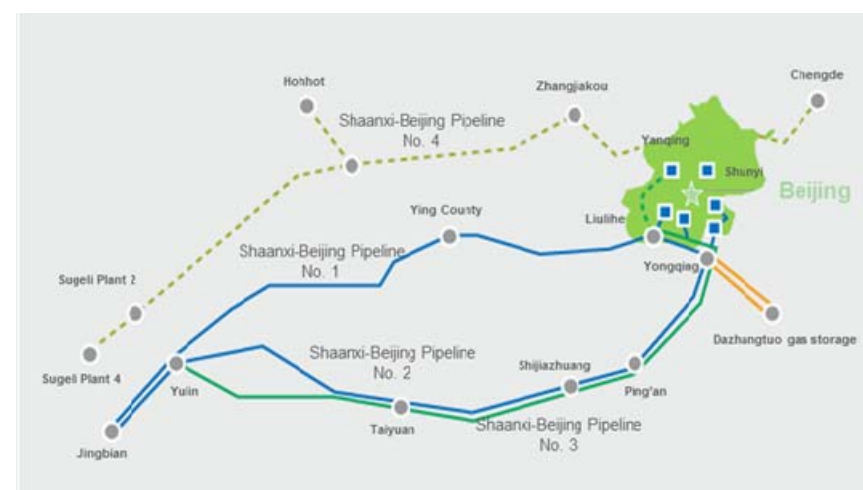 Chengde
Hohhot
Zhangjiakou
Shaanxi-Beijing Pipeline
No. 4
Yanqing
Shunyi
Beijing
Ying County
Liulihe
Shaanxi-Beijing Pipeline
No. 1
Yongqing
Sugeli Plant 2
Dazhangtuo gas storage
Shaanxi-Beijing Pipeline
No. 2
Shijiazhuang
Sugeli Plant 4
Yulin
Ping'an
Taiyuan
Shaanxi-Beijing Pipeline
No. 3
Jingbian